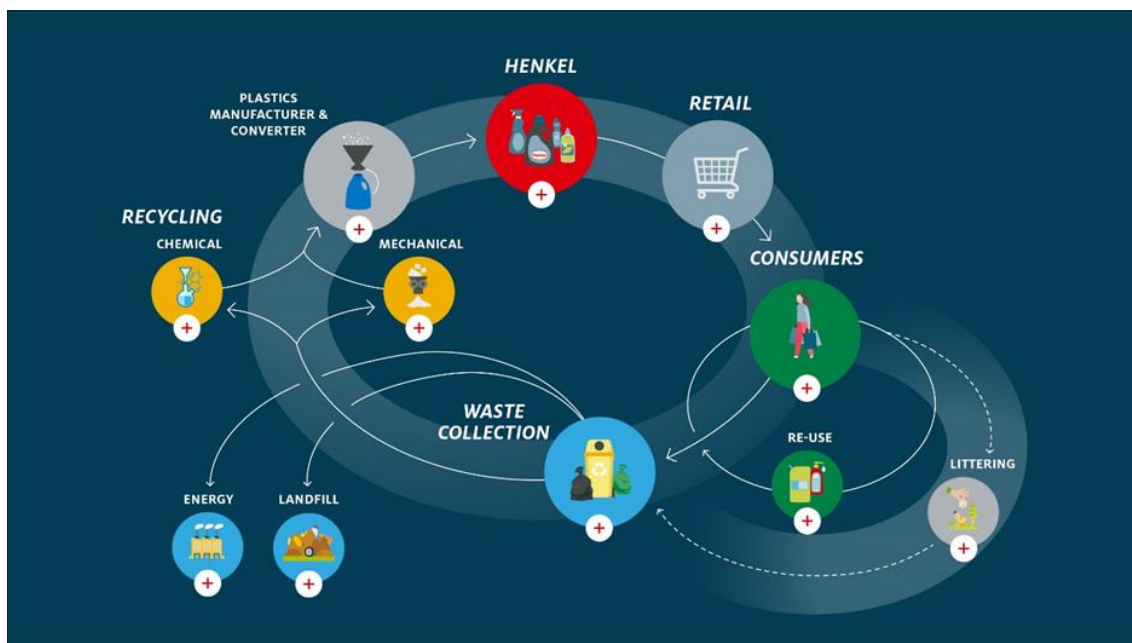 HENKEL
PLASTICS
MANUFACTURER &
CONVERTER
RETAIL
RECYCLING
CHEMICAL
MECHANICAL
CONSUMERS
WASTE
COLLECTION
RE-USE
LITTERING
ENERGY
LANDFILL